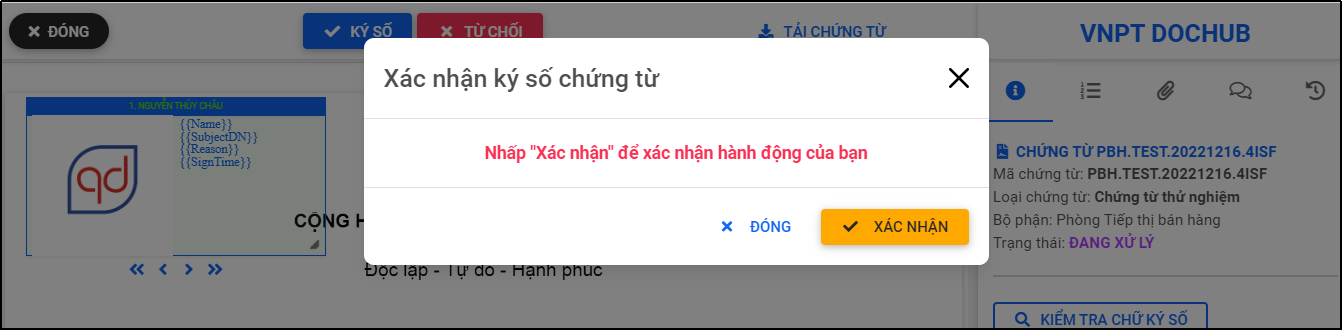 ĐÓNG
KÝ SỐ
TỪ CHỐI
TẢI CHỨNG TỪ
VNPT DOCHUB
Xác nhận ký số chứng từ
1. NGUYỄN THÙY CHÂU
{{Name}}
{{SubjectDN}}
{{Reason}}
{{SignTime}}
qd
Nhấp "Xác nhận" để xác nhận hành động của bạn
CHỨNG TỪ PBH.TEST.20221216.4ISF
Mã chứng từ: PBH.TEST.20221216.4ISF
Loại chứng từ: Chứng từ thử nghiệm
Bộ phận: Phòng Tiếp thị bán hàng
Trạng thái: ĐANG XỬ LÝ
CỘNG H
ĐÓNG
XÁC NHẬN
Độc lập - Tự do - Hạnh phúc
KIỂM TRA CHỮ KÝ SỐ